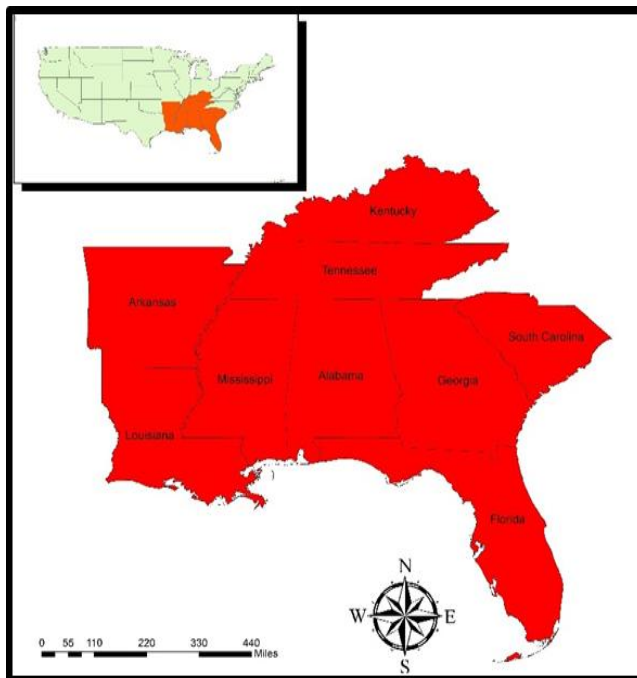 Kentucky
Tennessee
Arkansas
South Carolina
Mississippi
Alabama
Georgia
Louisiana
Florida
N
W E
S
0 55 110 220 330 440
Miles